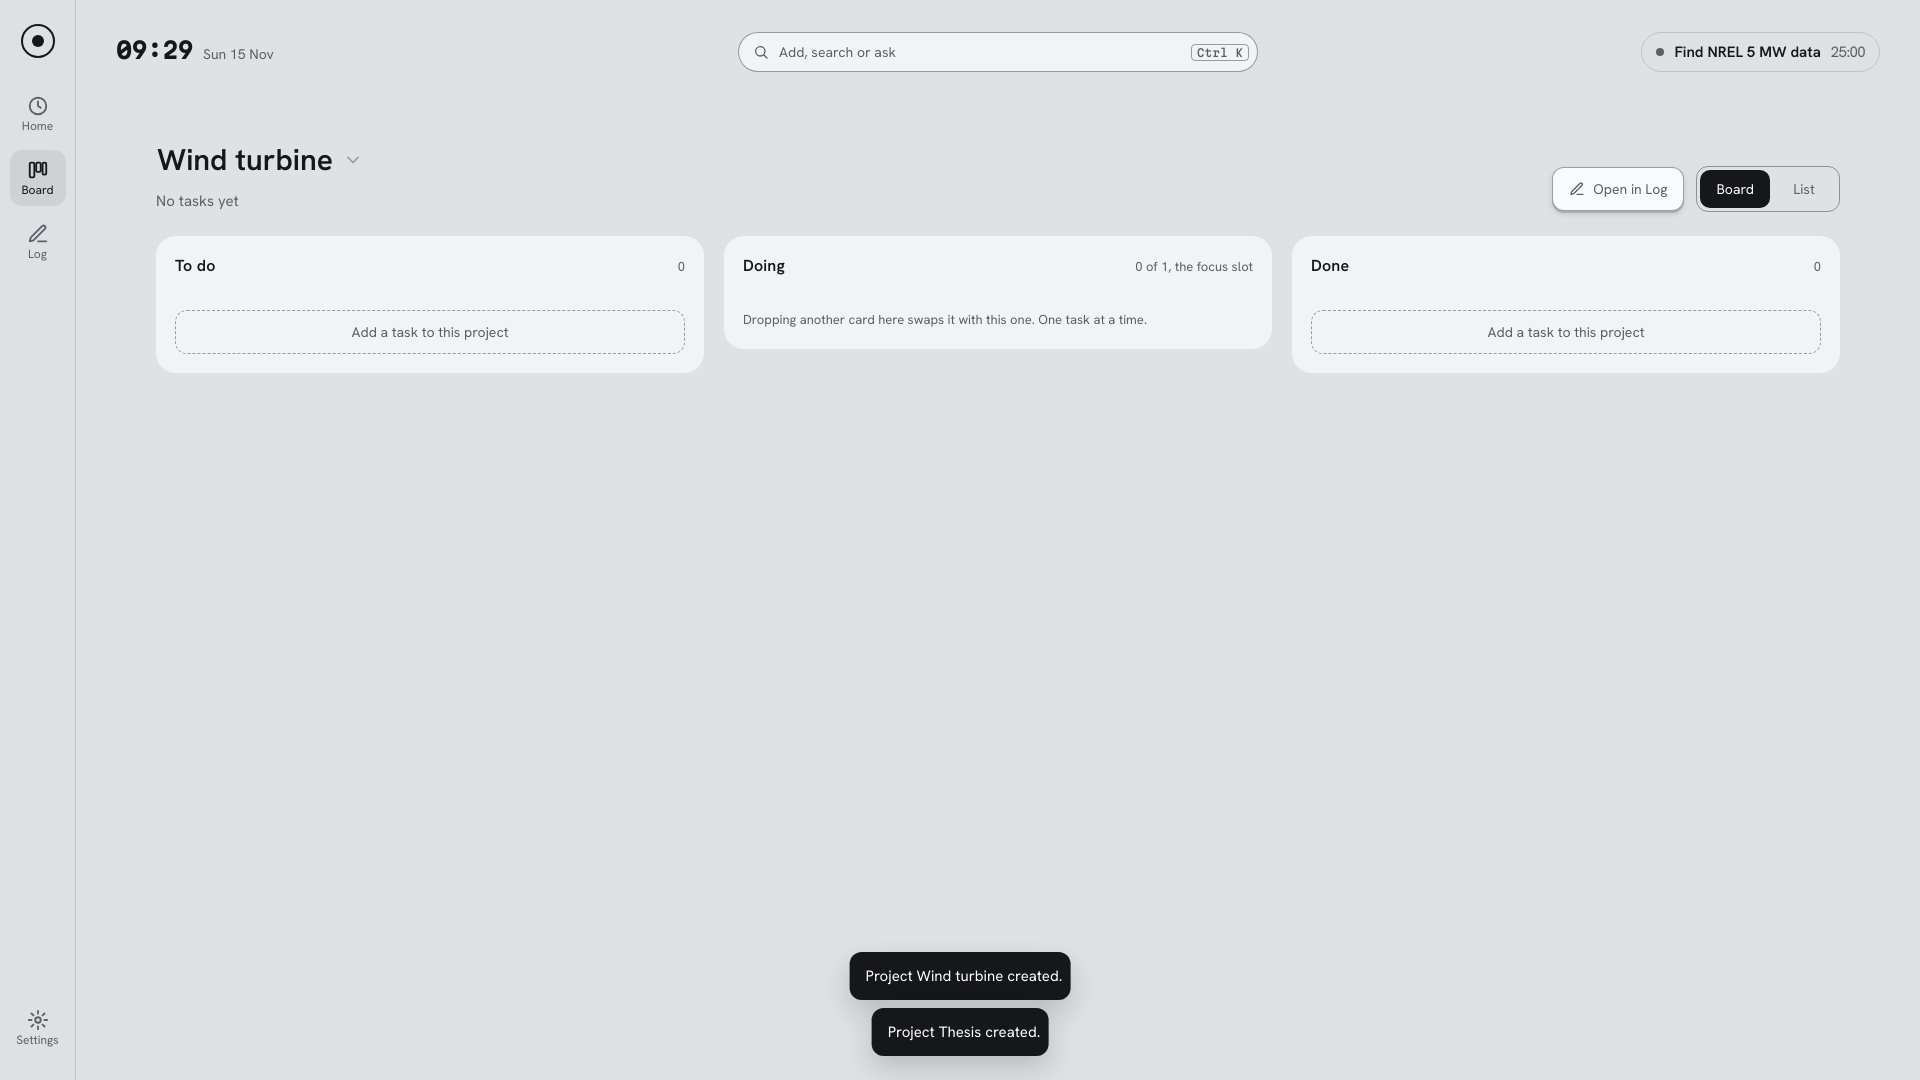 09:29 Sun 15 Nov
Add, search or ask
Ctrl K
Find NREL 5 MW data 25:00
Home
Board
Log
Settings
Wind turbine
No tasks yet
Open in Log
Board
List
To do
0
Add a task to this project
Doing
0 of 1, the focus slot
Dropping another card here swaps it with this one. One task at a time.
Done
0
Add a task to this project
Project Wind turbine created.
Project Thesis created.